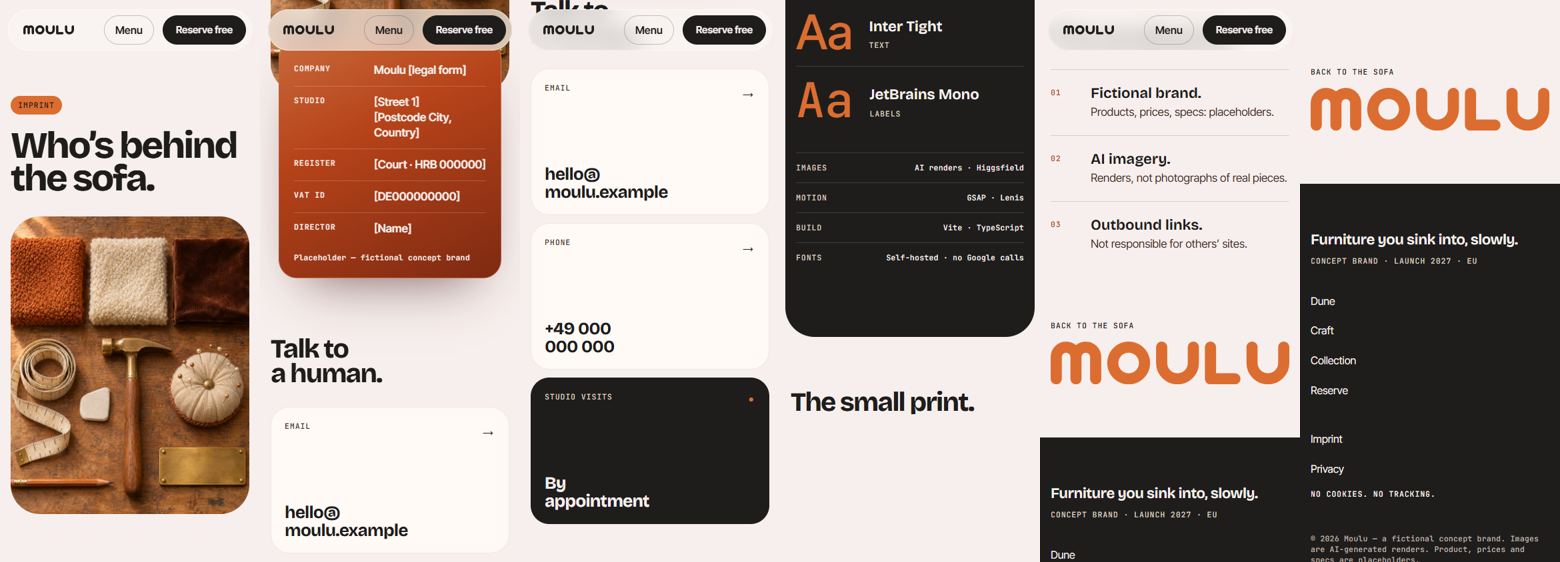 MOULU
Menu
Reserve free
IMPRINT
Who's behind
the sofa.
MOULU
Menu
Reserve free
COMPANY
Moulu [legal form]
STUDIO
[Street 1]
[Postcode City,
Country]
REGISTER
[Court · HRB 000000]
VAT ID
[DE000000000]
DIRECTOR
[Name]
Placeholder — fictional concept brand
Talk to
a human.
EMAIL
→
hello@
moulu.example
Talk to
MOULU
Menu
Reserve free
EMAIL
→
hello@
moulu.example
PHONE
→
+49 000
000 000
STUDIO VISITS
By
appointment
Aa
Inter Tight
TEXT
Aa
JetBrains Mono
LABELS
IMAGES
AI renders · Higgsfield
MOTION
GSAP · Lenis
BUILD
Vite · TypeScript
FONTS
Self-hosted · no Google calls
The small print.
MOULU
Menu
Reserve free
01
Fictional brand.
Products, prices, specs: placeholders.
02
AI imagery.
Renders, not photographs of real pieces.
03
Outbound links.
Not responsible for others' sites.
BACK TO THE SOFA
MOULU
Furniture you sink into, slowly.
CONCEPT BRAND · LAUNCH 2027 · EU
Dune
BACK TO THE SOFA
MOULU
Furniture you sink into, slowly.
CONCEPT BRAND · LAUNCH 2027 · EU
Dune
Craft
Collection
Reserve
Imprint
Privacy
NO COOKIES. NO TRACKING.
© 2026 Moulu — a fictional concept brand. Images
are AI-generated renders. Product, prices and
specs are placeholders.